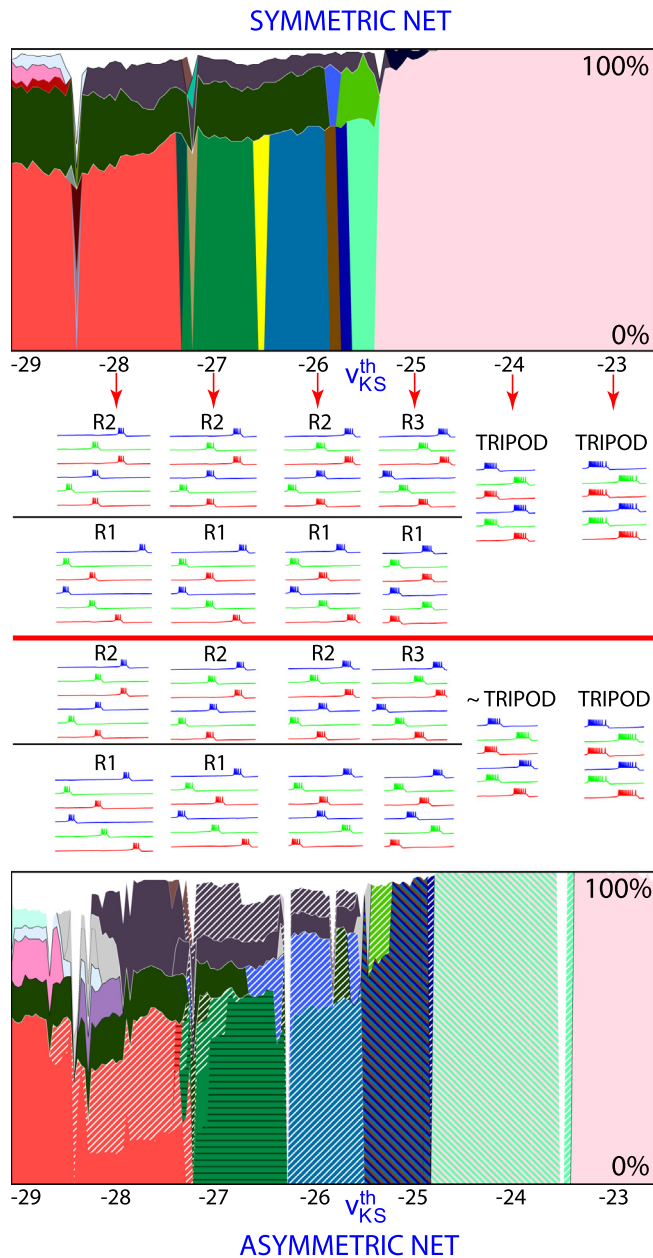 SYMMETRIC NET
100%
0%
-29 -28 -27 -26 -25 -24 -23
v_KS^th
R2 R2 R2 R3 TRIPOD TRIPOD
R1 R1 R1 R1
R2 R2 R2 R3 ~ TRIPOD TRIPOD
R1 R1
100%
0%
-29 -28 -27 -26 -25 -24 -23
v_KS^th
ASYMMETRIC NET